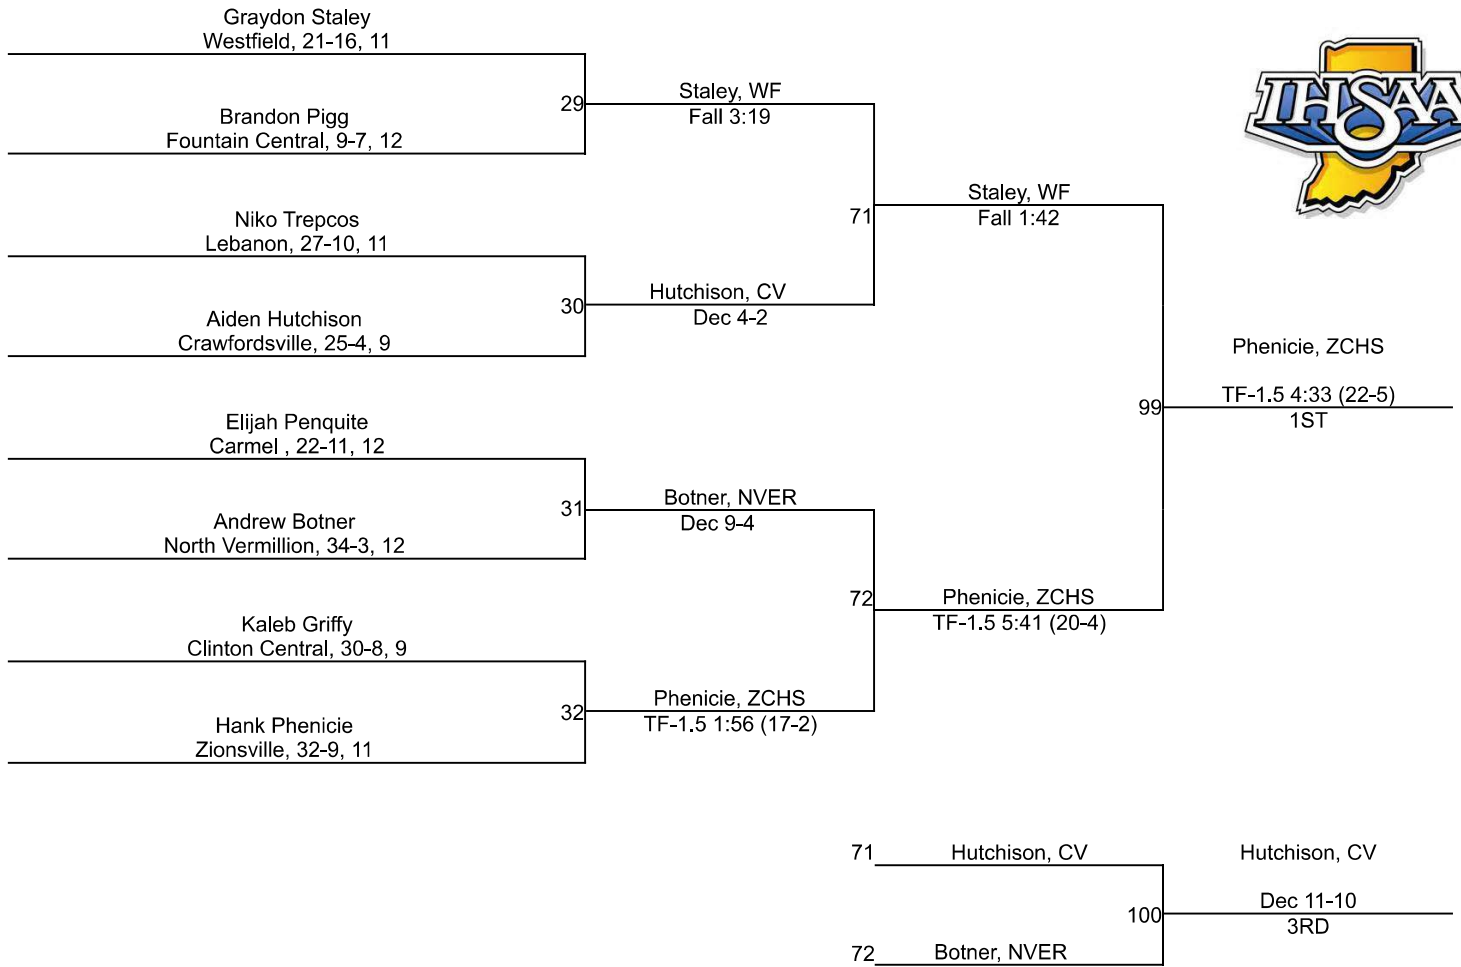 Graydon Staley
Westfield, 21-16, 11
Brandon Pigg
Fountain Central, 9-7, 12
Niko Trepcos
Lebanon, 27-10, 11
Aiden Hutchison
Crawfordsville, 25-4, 9
Elijah Penquite
Carmel , 22-11, 12
Andrew Botner
North Vermillion, 34-3, 12
Kaleb Griffy
Clinton Central, 30-8, 9
Hank Phenicie
Zionsville, 32-9, 11
29
Staley, WF
Fall 3:19
30
Hutchison, CV
Dec 4-2
31
Botner, NVER
Dec 9-4
32
Phenicie, ZCHS
TF-1.5 1:56 (17-2)
71
Staley, WF
Fall 1:42
72
Phenicie, ZCHS
TF-1.5 5:41 (20-4)
99
Phenicie, ZCHS
TF-1.5 4:33 (22-5)
1ST
IHSAA
71
Hutchison, CV
72
Botner, NVER
100
Hutchison, CV
Dec 11-10
3RD